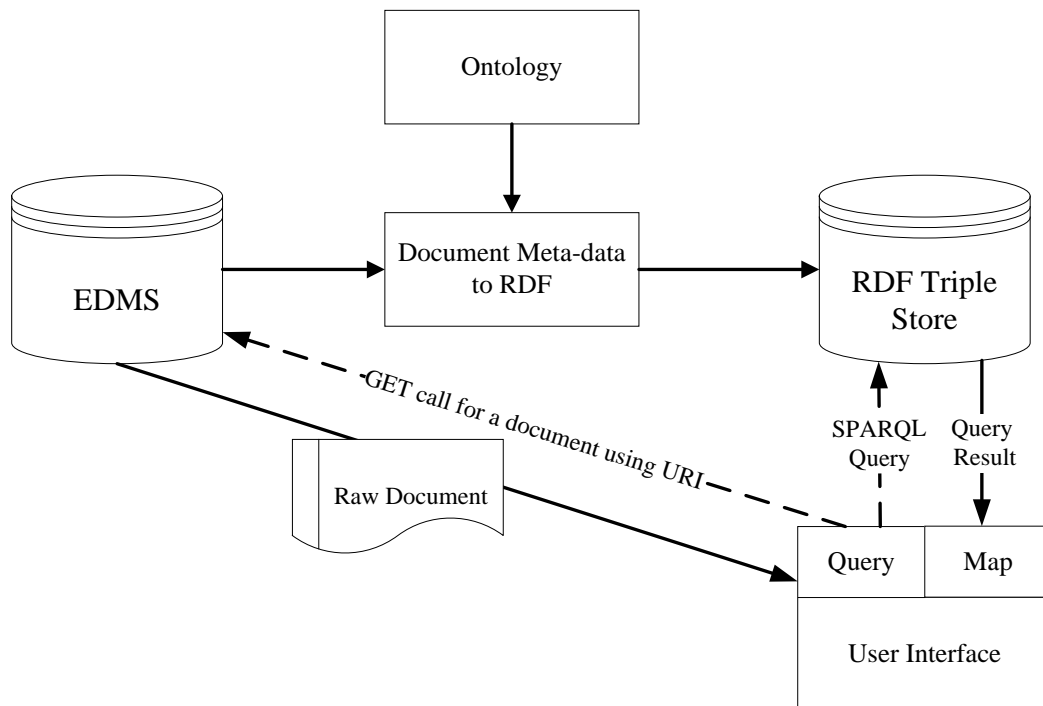 Ontology
EDMS
Document Meta-data
to RDF
RDF Triple
Store
GET call for a document using URI
SPARQL
Query
Query
Result
Raw Document
Query
Map
User Interface